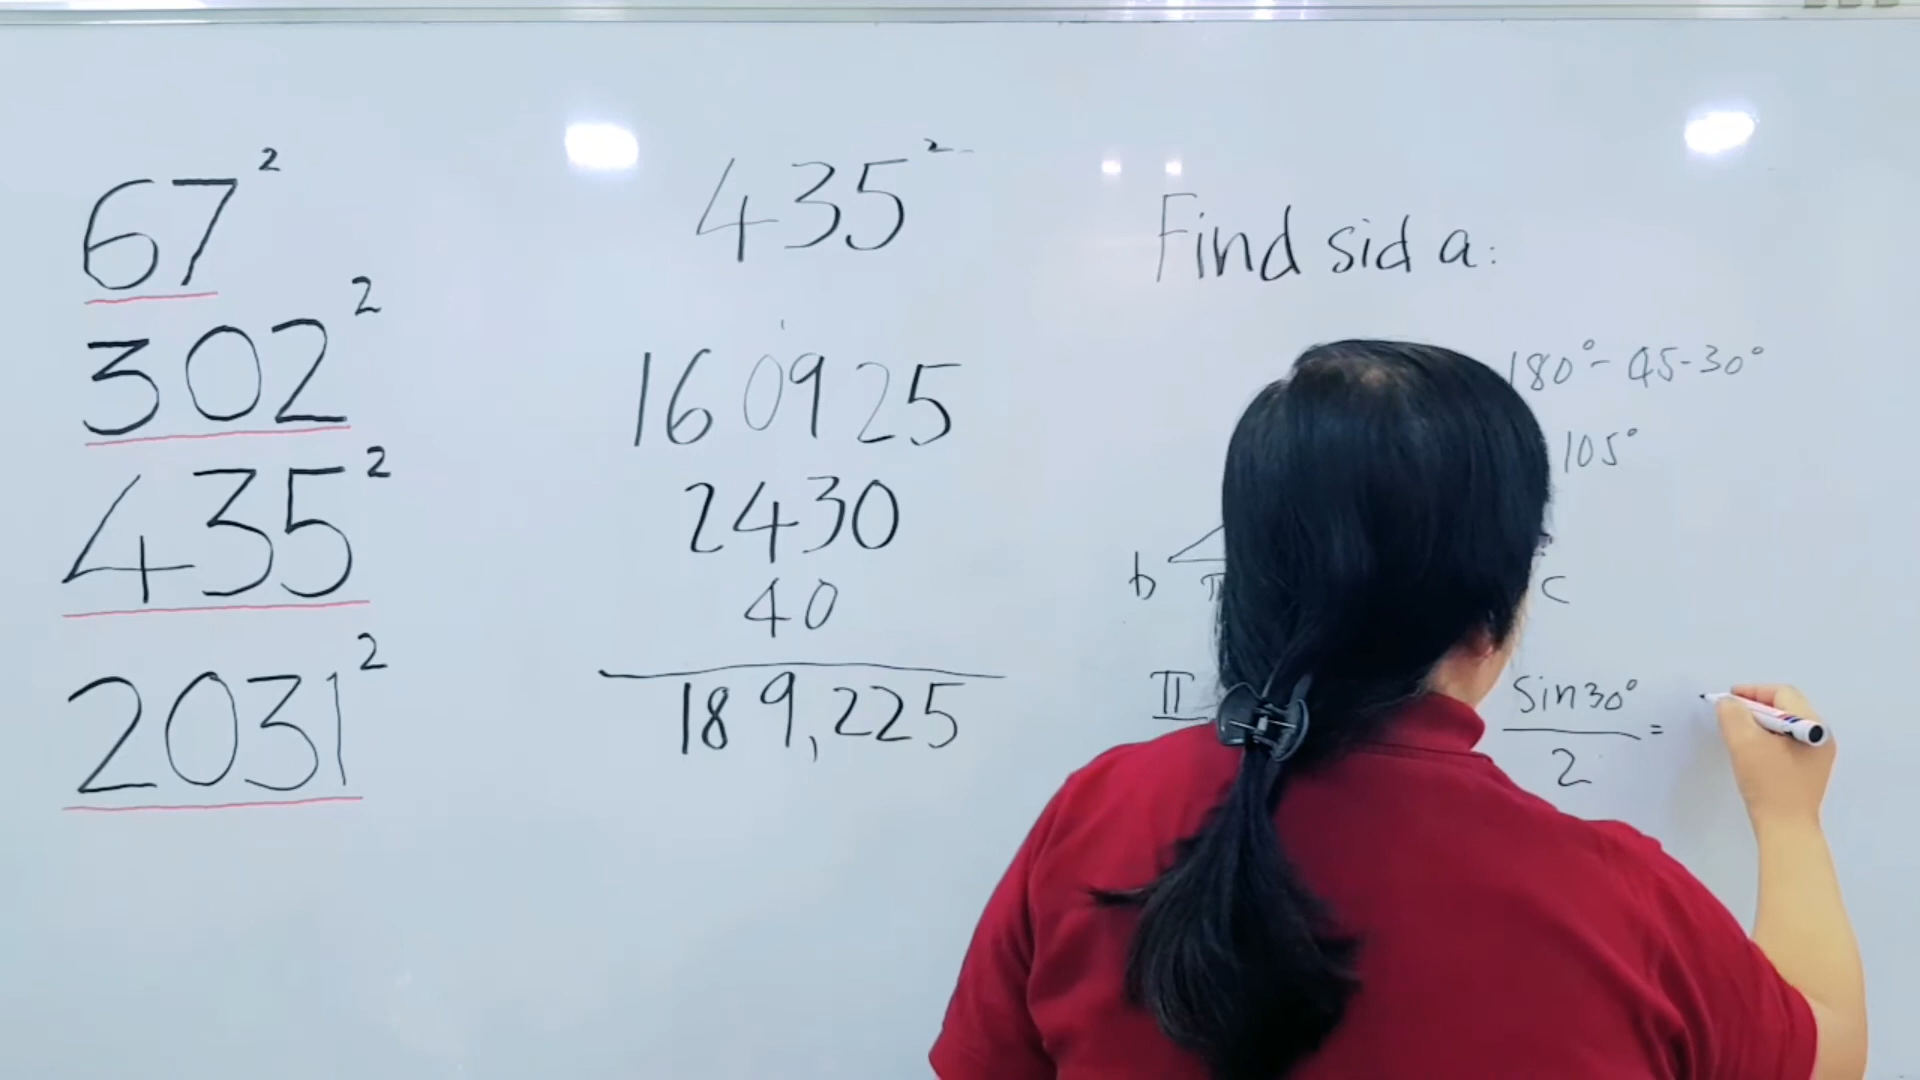 67²
302²
435²
2031²
435²
160925
2430
40
189,225
Find sid a:
180°-45-30°
105°
b
c
II
sin30°
2
=